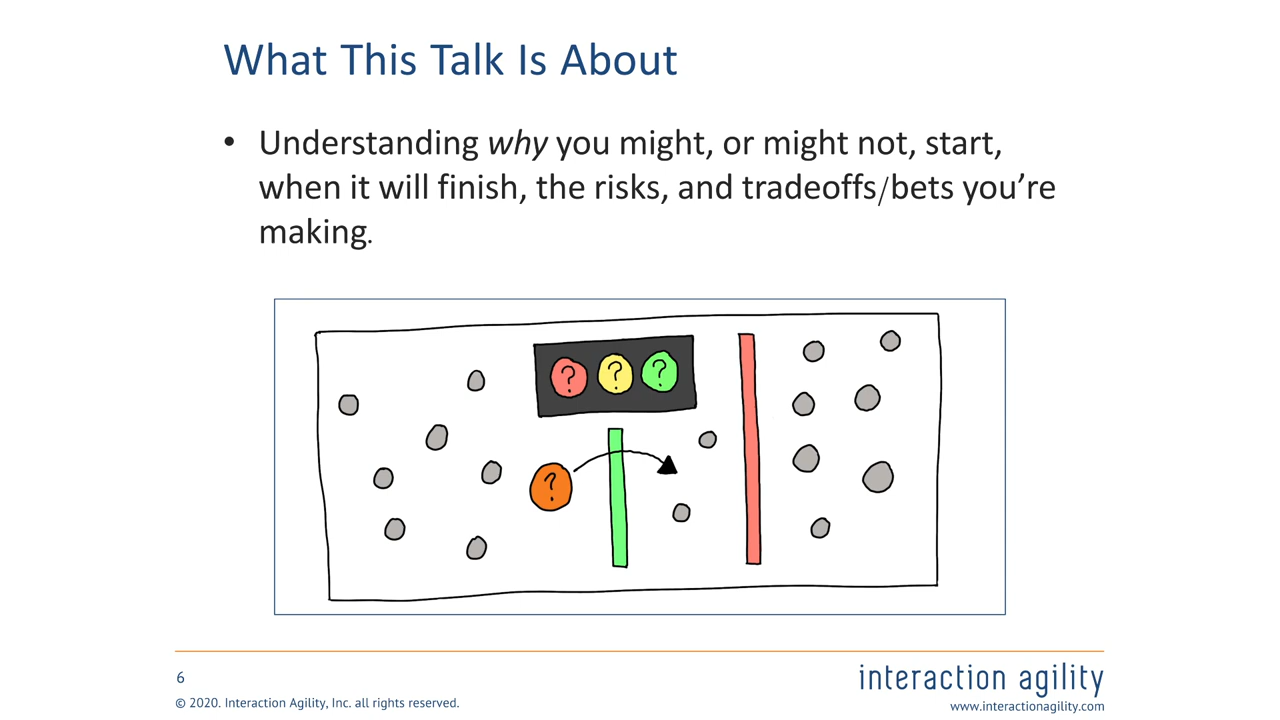 What This Talk Is About
• Understanding why you might, or might not, start,
when it will finish, the risks, and tradeoffs/bets you’re
making.
? ? ?
?
6
interaction agility
© 2020. Interaction Agility, Inc. all rights reserved.
www.interactionagility.com